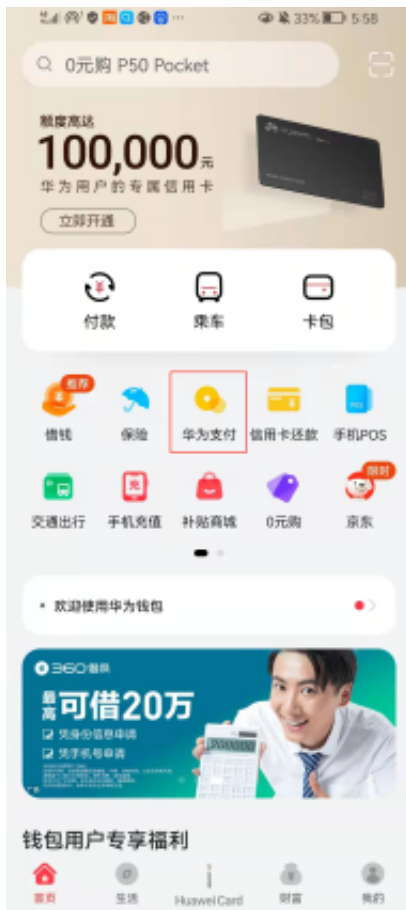 33% 5:58
0元购 P50 Pocket
额度高达
100,000元
华为用户的专属信用卡
立即开通
付款 乘车 卡包
推荐
借钱 保险 华为支付 信用卡还款 手机POS
限时
交通出行 手机充值 补贴商城 0元购 京东
欢迎使用华为钱包
360借条
最高可借20万
凭身份信息申请
凭手机号申请
广告
钱包用户专享福利
首页 生活 Huawei Card 财富 我的